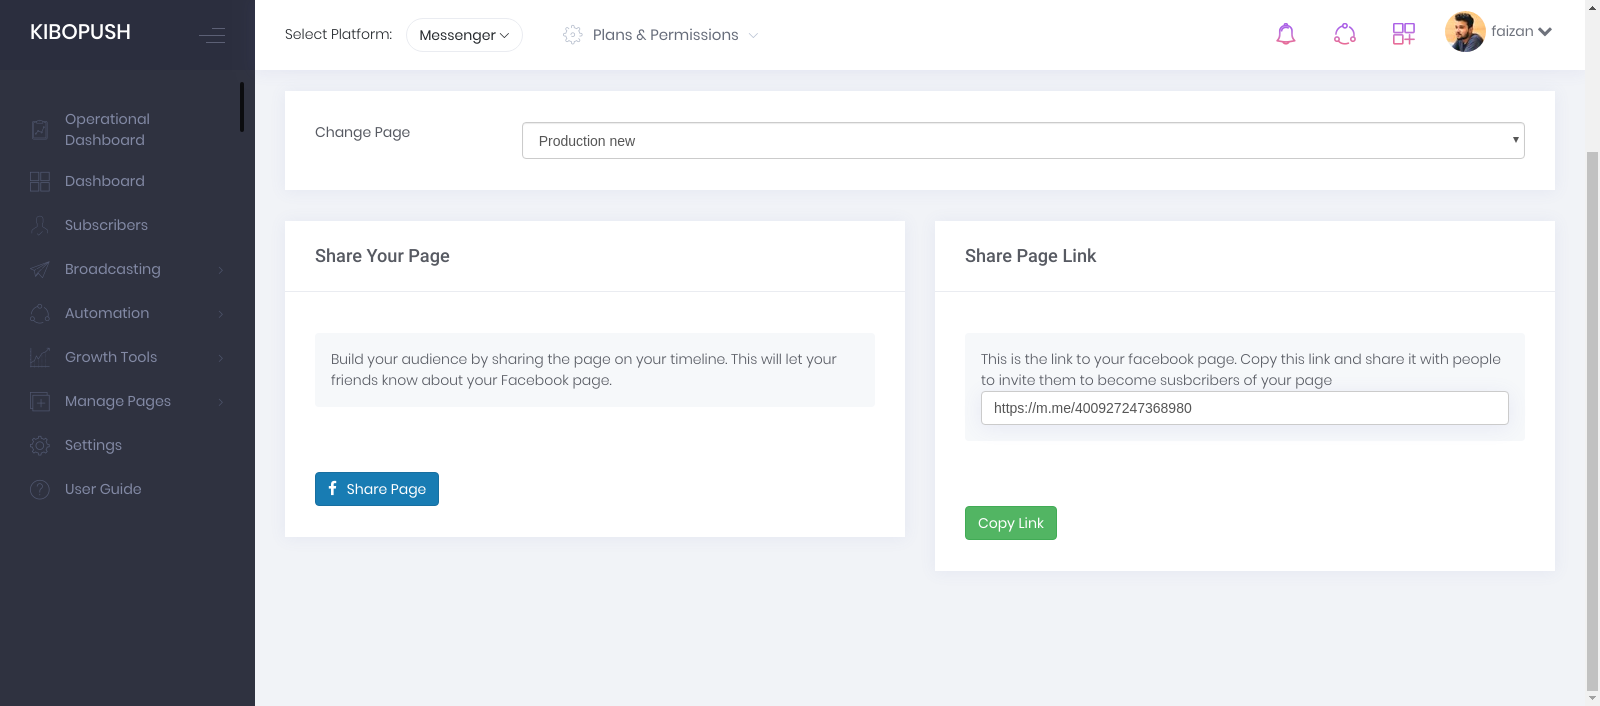 KIBOPUSH
Select Platform: Messenger
Plans & Permissions
faizan
Operational
Dashboard
Dashboard
Subscribers
Broadcasting
Automation
Growth Tools
Manage Pages
Settings
User Guide
Change Page
Production new
Share Your Page
Build your audience by sharing the page on your timeline. This will let your
friends know about your Facebook page.
Share Page
Share Page Link
This is the link to your facebook page. Copy this link and share it with people
to invite them to become susbcribers of your page
https://m.me/400927247368980
Copy Link